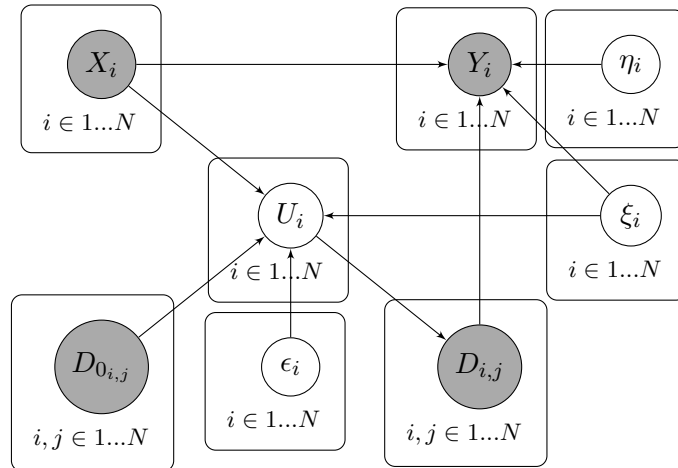 X_i
i ∈ 1...N
Y_i
i ∈ 1...N
η_i
i ∈ 1...N
U_i
i ∈ 1...N
ξ_i
i ∈ 1...N
D_{0_{i,j}}
i, j ∈ 1...N
ϵ_i
i ∈ 1...N
D_{i,j}
i, j ∈ 1...N